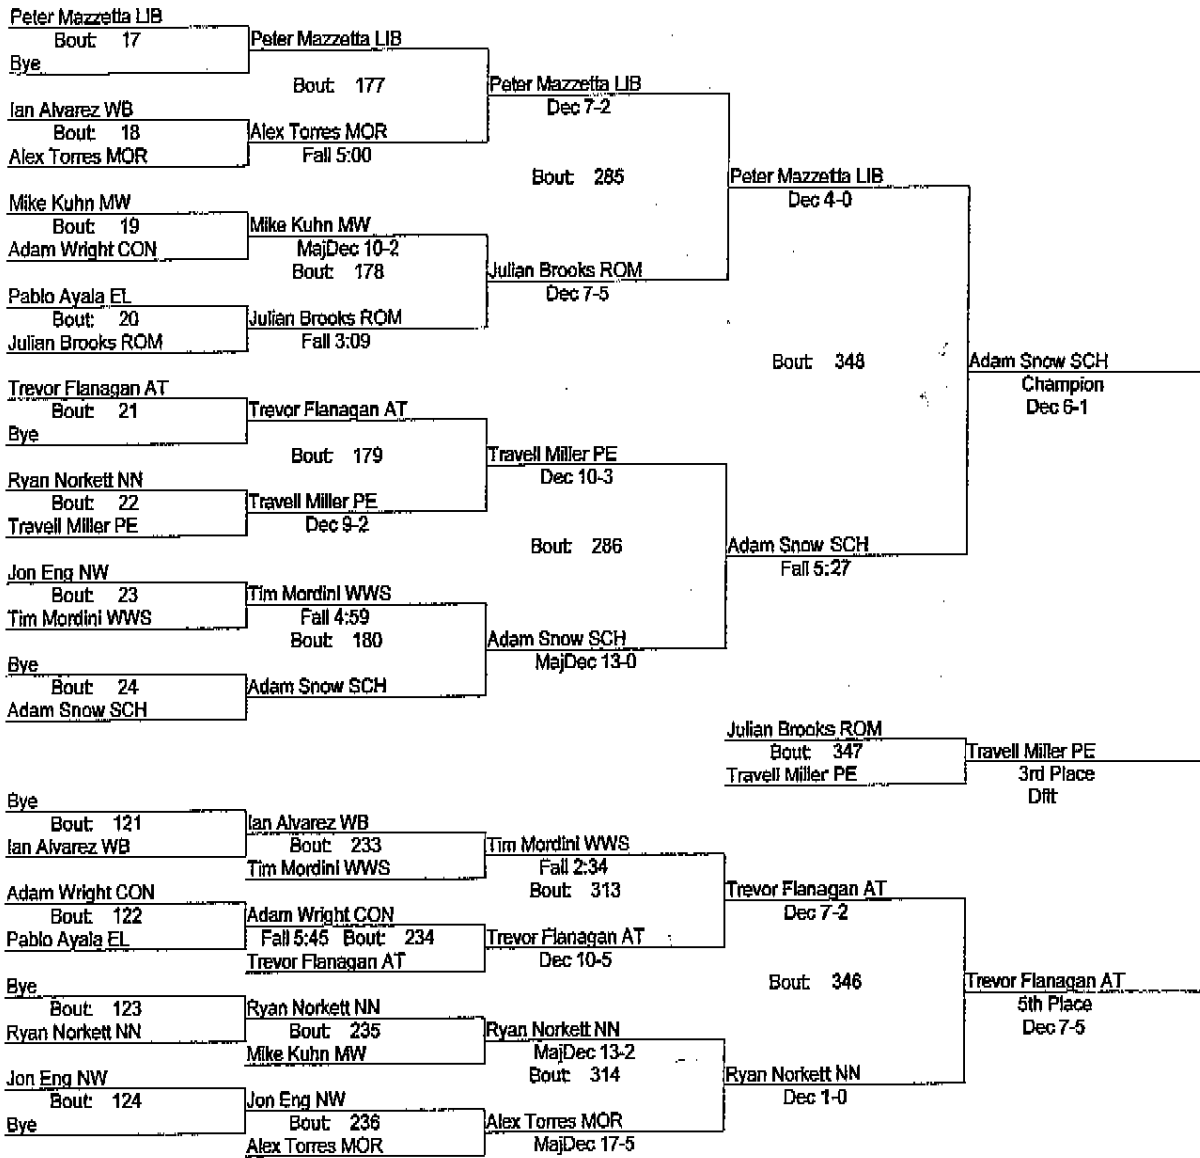 Peter Mazzetta LIB
Bout: 17
Bye
Peter Mazzetta LIB
Bout: 177
Ian Alvarez WB
Bout: 18
Alex Torres MOR
Alex Torres MOR
Fall 5:00
Peter Mazzetta LIB
Dec 7-2
Bout: 285
Mike Kuhn MW
Bout: 19
Adam Wright CON
Mike Kuhn MW
MajDec 10-2
Bout: 178
Pablo Ayala EL
Bout: 20
Julian Brooks ROM
Julian Brooks ROM
Fall 3:09
Julian Brooks ROM
Dec 7-5
Peter Mazzetta LIB
Dec 4-0
Bout: 348
Trevor Flanagan AT
Bout: 21
Bye
Trevor Flanagan AT
Bout: 179
Ryan Norkett NN
Bout: 22
Travell Miller PE
Travell Miller PE
Dec 9-2
Travell Miller PE
Dec 10-3
Bout: 286
Jon Eng NW
Bout: 23
Tim Mordini WWS
Tim Mordini WWS
Fall 4:59
Bout: 180
Bye
Bout: 24
Adam Snow SCH
Adam Snow SCH
Adam Snow SCH
MajDec 13-0
Adam Snow SCH
Fall 5:27
Adam Snow SCH
Champion
Dec 6-1
Julian Brooks ROM
Bout: 347
Travell Miller PE
Travell Miller PE
3rd Place
Dflt
Bye
Bout: 121
Ian Alvarez WB
Ian Alvarez WB
Bout: 233
Tim Mordini WWS
Tim Mordini WWS
Fall 2:34
Bout: 313
Adam Wright CON
Bout: 122
Pablo Ayala EL
Adam Wright CON
Fall 5:45 Bout: 234
Trevor Flanagan AT
Trevor Flanagan AT
Dec 10-5
Trevor Flanagan AT
Dec 7-2
Bout: 346
Bye
Bout: 123
Ryan Norkett NN
Ryan Norkett NN
Bout: 235
Mike Kuhn MW
Ryan Norkett NN
MajDec 13-2
Bout: 314
Jon Eng NW
Bout: 124
Bye
Jon Eng NW
Bout: 236
Alex Torres MOR
Alex Torres MOR
MajDec 17-5
Ryan Norkett NN
Dec 1-0
Trevor Flanagan AT
5th Place
Dec 7-5